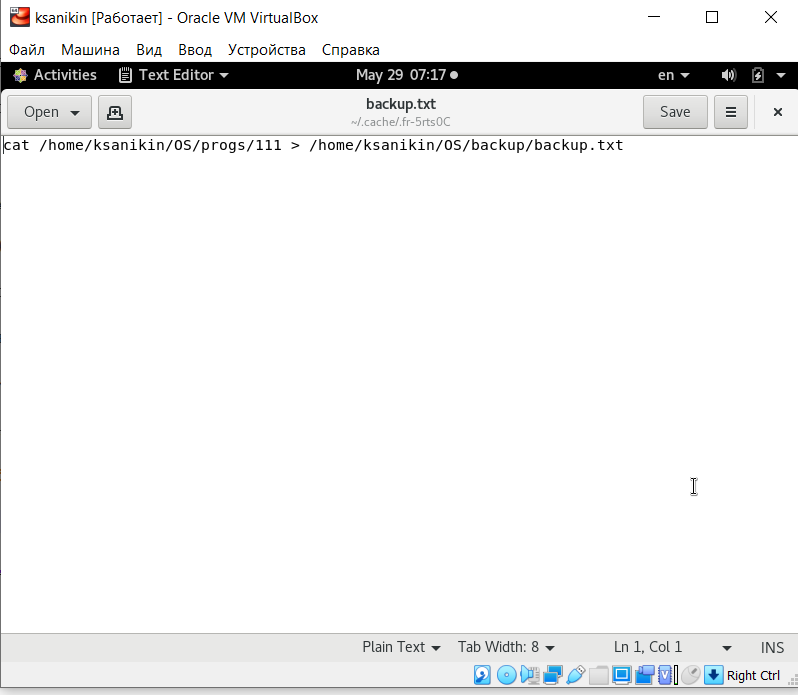 ksanikin [Работает] - Oracle VM VirtualBox
Файл Машина Вид Ввод Устройства Справка
Activities Text Editor May 29 07:17 en
Open backup.txt Save
~/.cache/.fr-5rts0C
cat /home/ksanikin/OS/progs/111 > /home/ksanikin/OS/backup/backup.txt
Plain Text Tab Width: 8 Ln 1, Col 1 INS
Right Ctrl